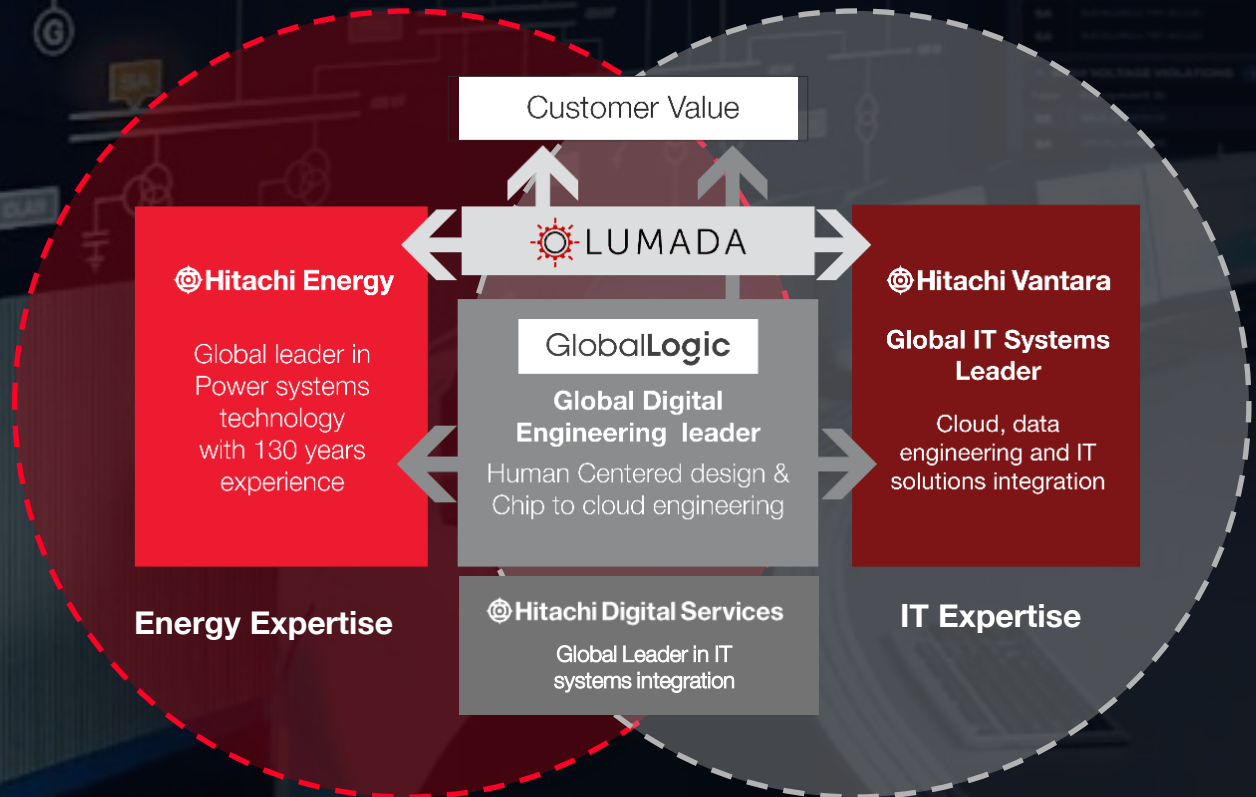 G
Customer Value
LUMADA
Hitachi Energy
Global leader in
Power systems
technology
with 130 years
experience
GlobalLogic
Global Digital
Engineering leader
Human Centered design &
Chip to cloud engineering
Hitachi Vantara
Global IT Systems
Leader
Cloud, data
engineering and IT
solutions integration
Energy Expertise
Hitachi Digital Services
Global Leader in IT
systems integration
IT Expertise